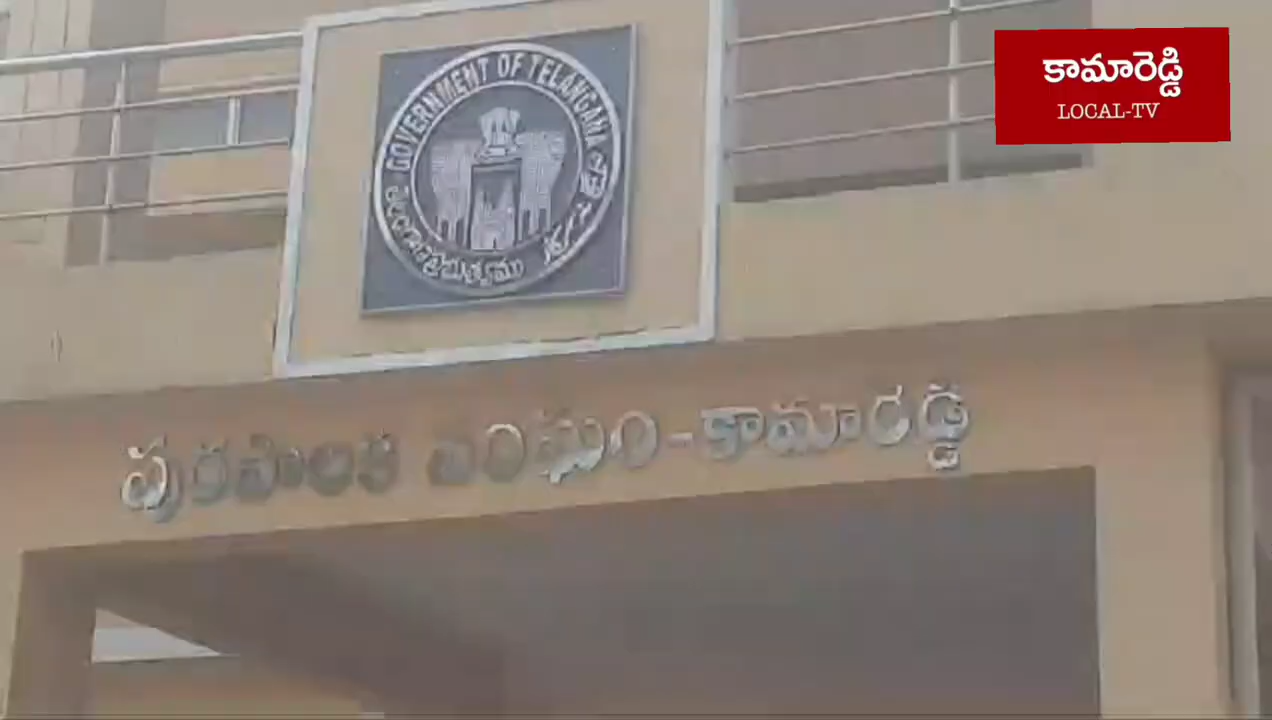 కామారెడ్డి
LOCAL-TV
GOVERNMENT OF TELANGANA
తెలంగాణ ప్రభుత్వము
పురపాలక సంఘం-కామారెడ్డి